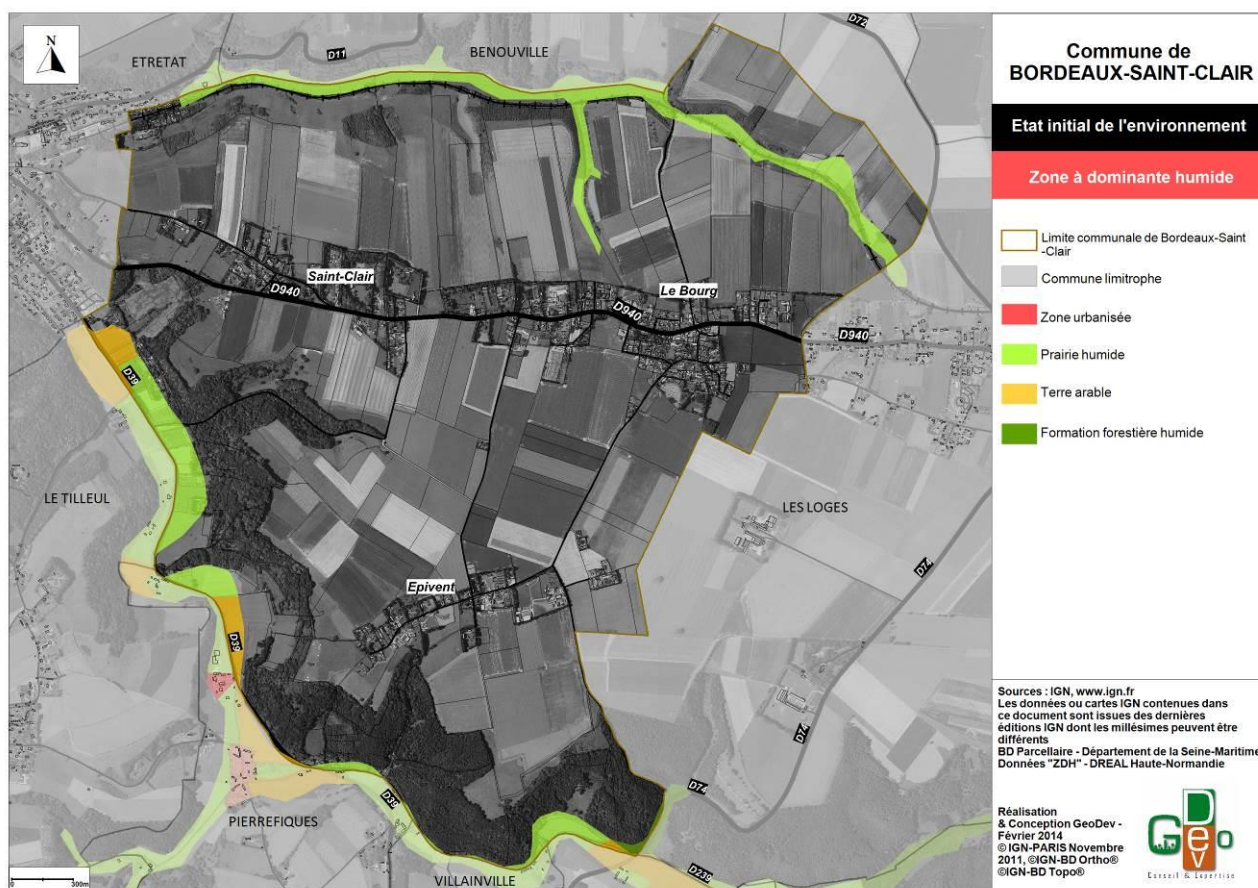 N
D72
D11
BENOUVILLE
ETRETAT
Saint-Clair
Le Bourg
D940
D940
D940
D39
LE TILLEUL
LES LOGES
D74
Epivent
D39
D74
D74
D39
PIERREFIQUES
D239
VILLAINVILLE
0 300m
Commune de
BORDEAUX-SAINT-CLAIR
Etat initial de l'environnement
Zone à dominante humide
Limite communale de Bordeaux-Saint
-Clair
Commune limitrophe
Zone urbanisée
Prairie humide
Terre arable
Formation forestière humide
Sources : IGN, www.ign.fr
Les données ou cartes IGN contenues dans
ce document sont issues des dernières
éditions IGN dont les millésimes peuvent être
différents
BD Parcellaire - Département de la Seine-Maritime
Données "ZDH" - DREAL Haute-Normandie
Réalisation
& Conception GeoDev -
Février 2014
© IGN-PARIS Novembre
2011, ©IGN-BD Ortho®
©IGN-BD Topo®
GeoDev
Conseil & Expertise